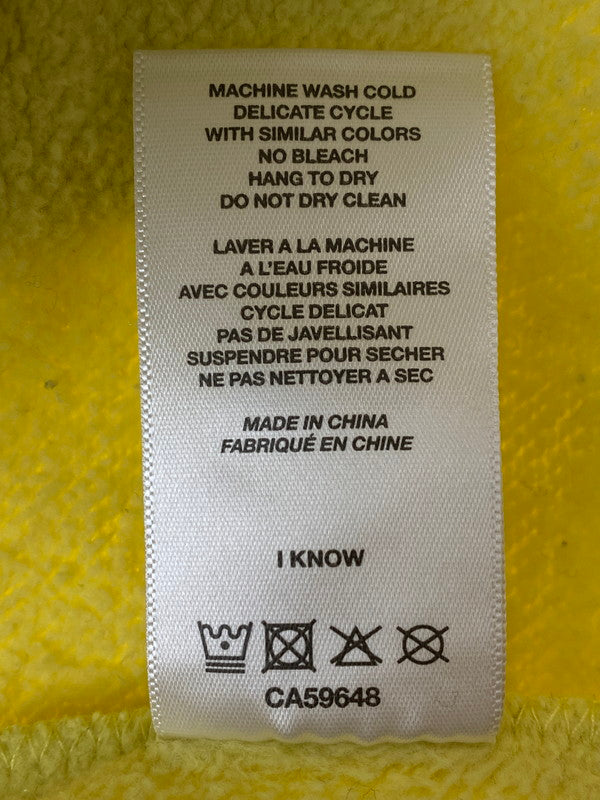 MACHINE WASH COLD
DELICATE CYCLE
WITH SIMILAR COLORS
NO BLEACH
HANG TO DRY
DO NOT DRY CLEAN
LAVER A LA MACHINE
A L'EAU FROIDE
AVEC COULEURS SIMILAIRES
CYCLE DELICAT
PAS DE JAVELLISANT
SUSPENDRE POUR SECHER
NE PAS NETTOYER A SEC
MADE IN CHINA
FABRIQUÉ EN CHINE
I KNOW
CA59648